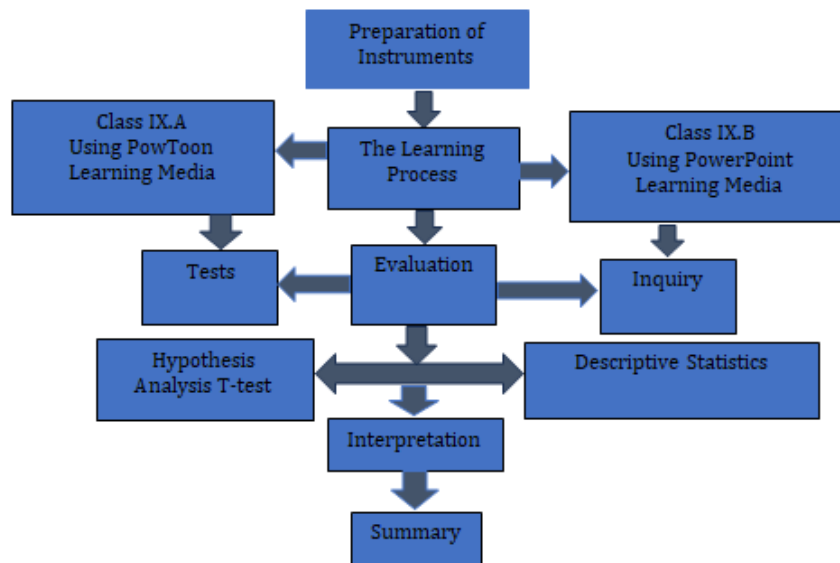 Preparation of
Instruments
Class IX.A
Using PowToon
Learning Media
The Learning
Process
Class IX.B
Using PowerPoint
Learning Media
Tests
Evaluation
Inquiry
Hypothesis
Analysis T-test
Descriptive Statistics
Interpretation
Summary